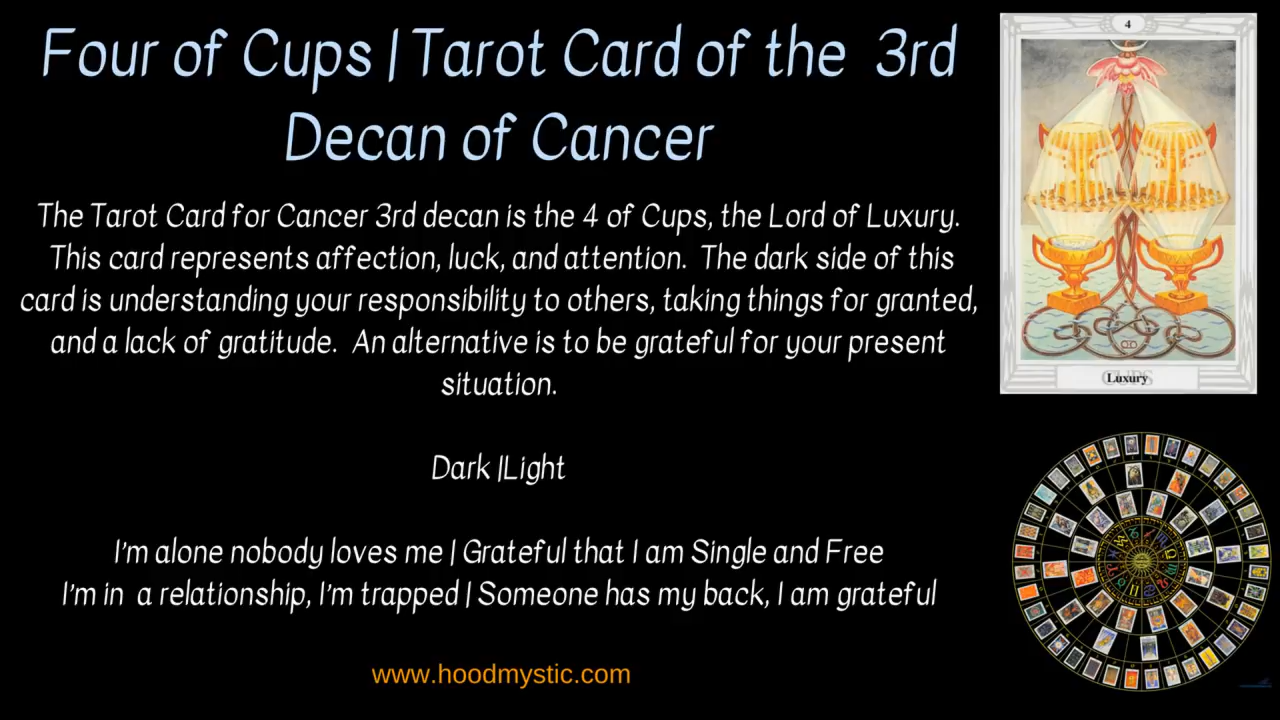 Four of Cups | Tarot Card of the 3rd
Decan of Cancer
The Tarot Card for Cancer 3rd decan is the 4 of Cups, the Lord of Luxury.
This card represents affection, luck, and attention. The dark side of this
card is understanding your responsibility to others, taking things for granted,
and a lack of gratitude. An alternative is to be grateful for your present
situation.
Dark |Light
I'm alone nobody loves me | Grateful that I am Single and Free
I'm in a relationship, I'm trapped | Someone has my back, I am grateful
www.hoodmystic.com
4
CUPS
Luxury